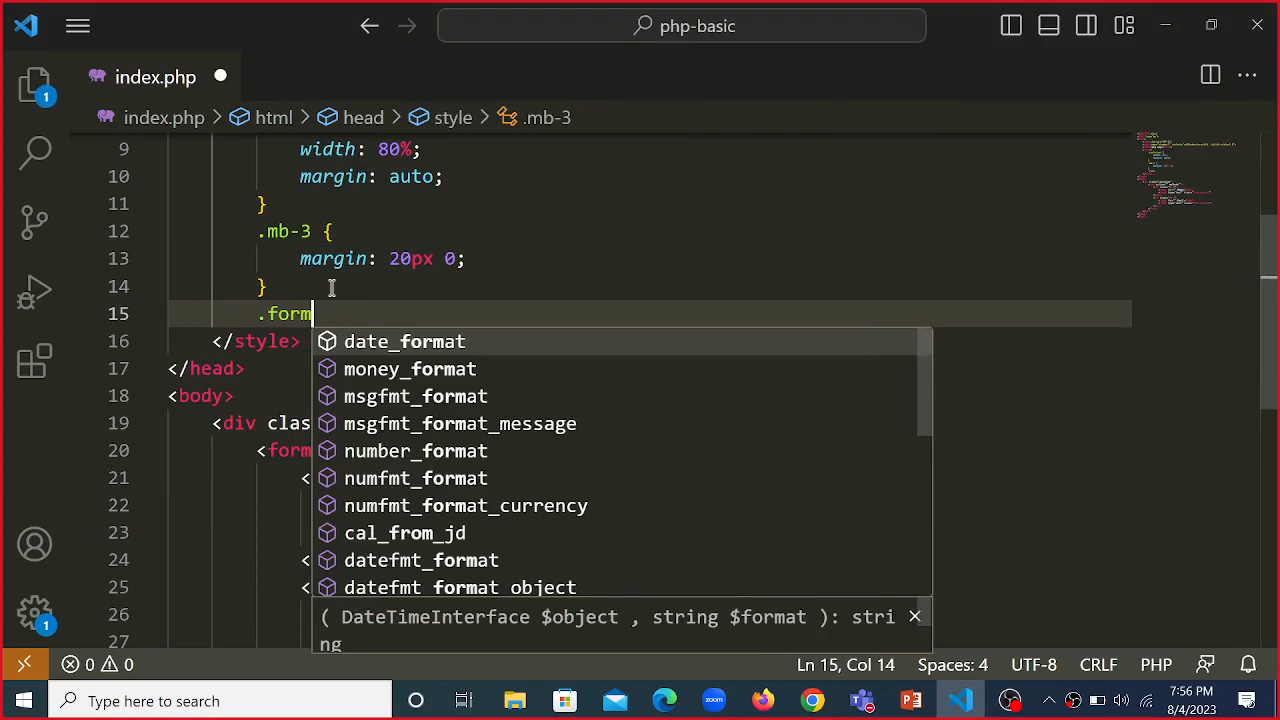 php-basic
index.php
index.php > html > head > style > .mb-3
9 width: 80%;
10 margin: auto;
11 }
12 .mb-3 {
13 margin: 20px 0;
14 }
15 .form
16 </style>
17 </head>
18 <body>
19 <div clas
20 <form
21 <
22
23
24 <
25 <
26
27
date_format
money_format
msgfmt_format
msgfmt_format_message
number_format
numfmt_format
numfmt_format_currency
cal_from_jd
datefmt_format
datefmt_format_object
( DateTimeInterface $object , string $format ): stri
ng
1
1
0 0 Ln 15, Col 14 Spaces: 4 UTF-8 CRLF PHP
Type here to search
zoom
7:56 PM
8/4/2023